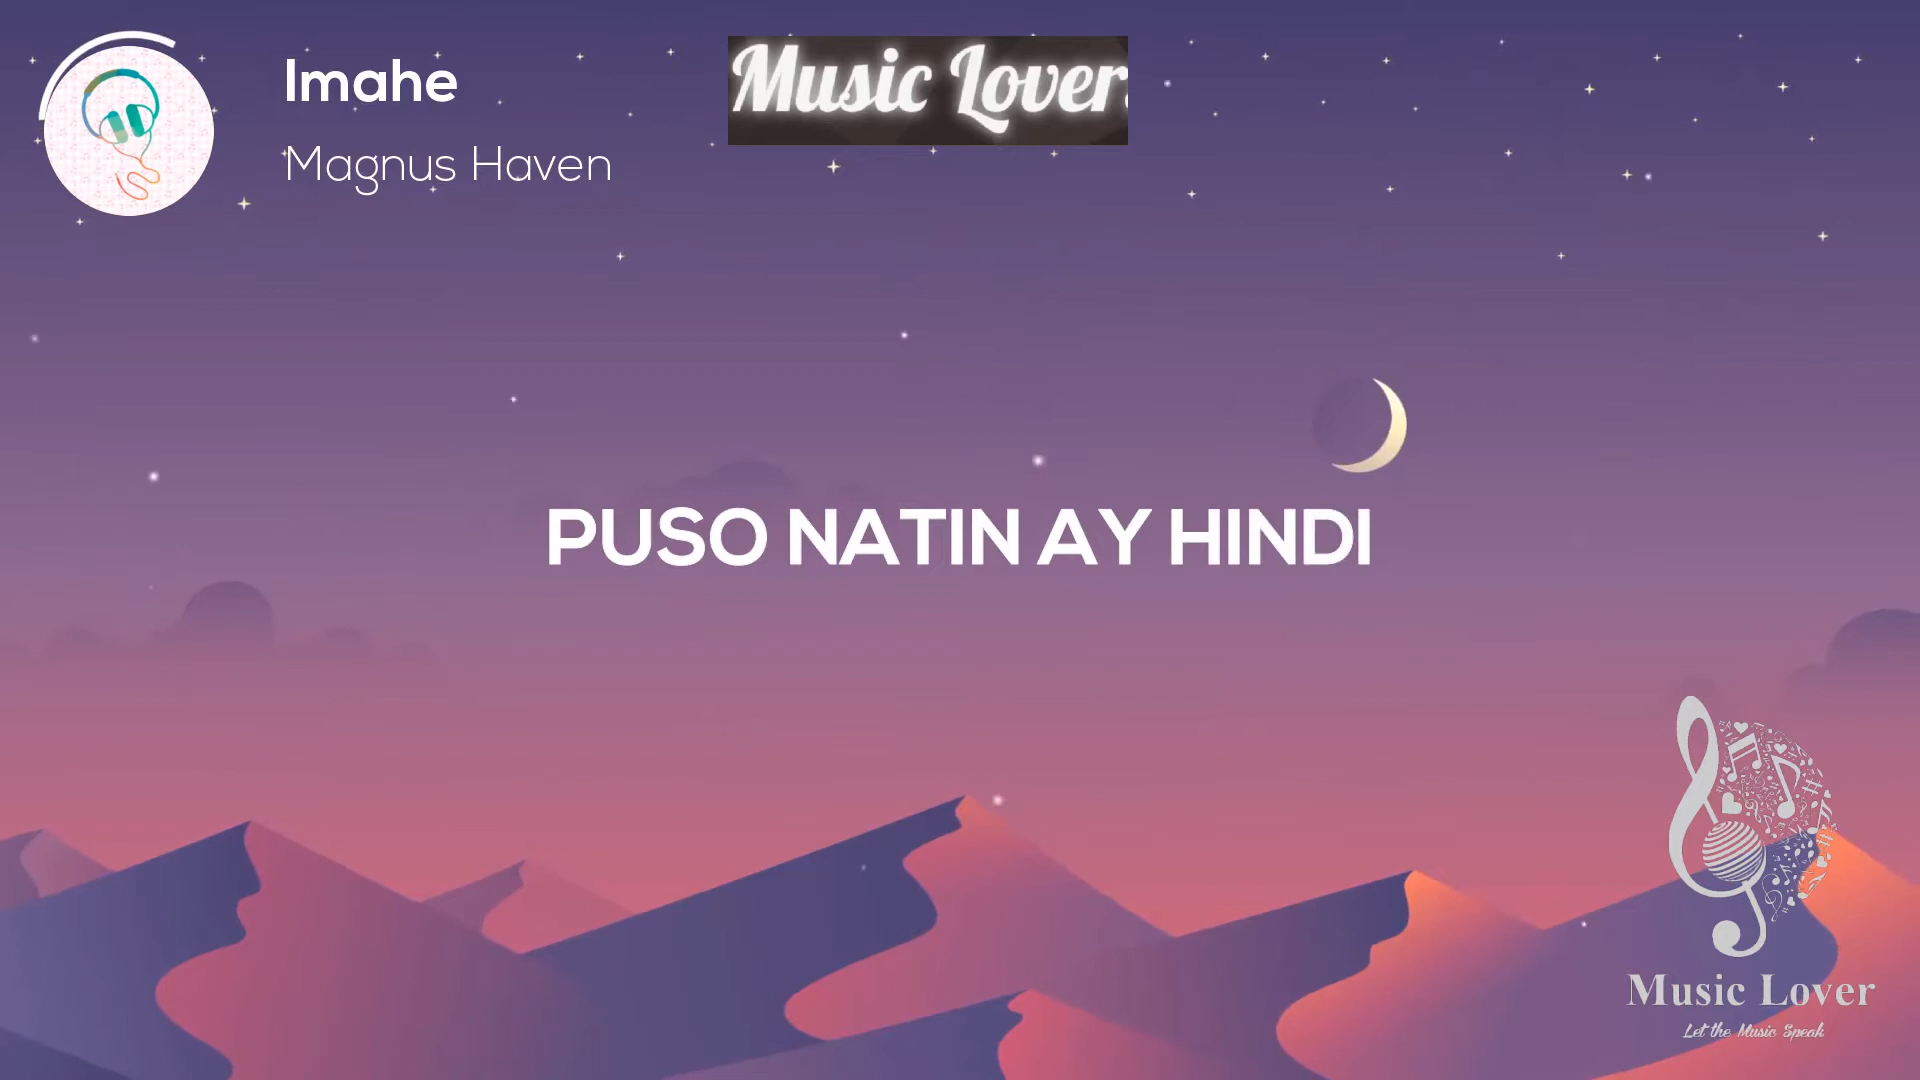 Imahe
Magnus Haven
Music Lover
PUSO NATIN AY HINDI
Music Lover
Let the Music Speak